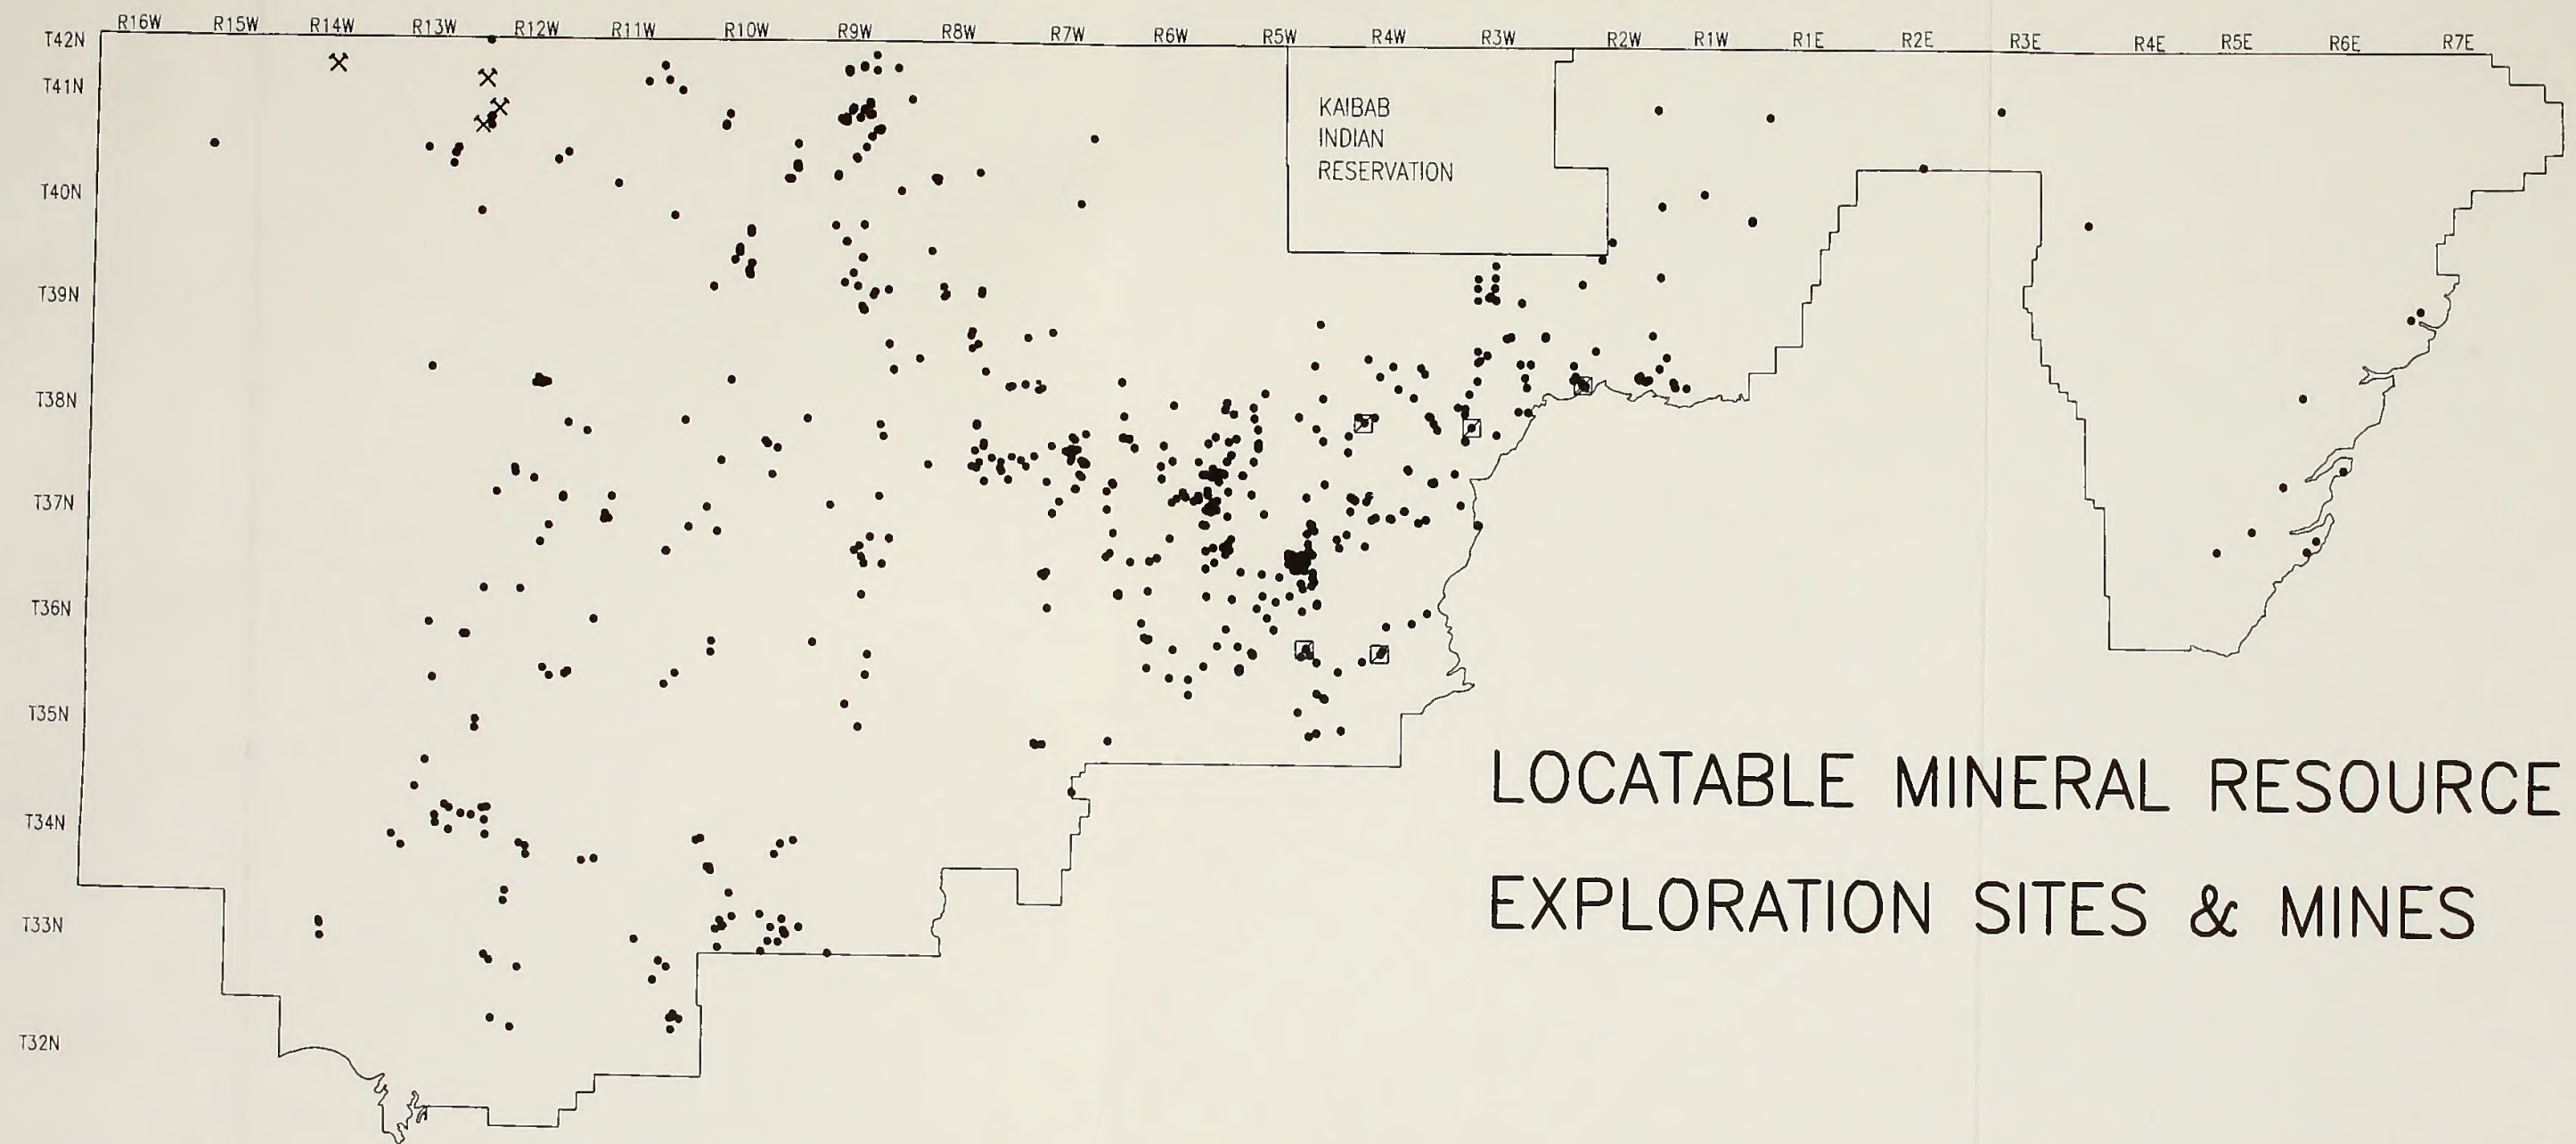 R16W R15W R14W R13W R12W R11W R10W R9W R8W R7W R6W R5W R4W R3W R2W R1W R1E R2E R3E R4E R5E R6E R7E
T42N
T41N
T40N
T39N
T38N
T37N
T36N
T35N
T34N
T33N
T32N
KAIBAB
INDIAN
RESERVATION
LOCATABLE MINERAL RESOURCE
EXPLORATION SITES & MINES